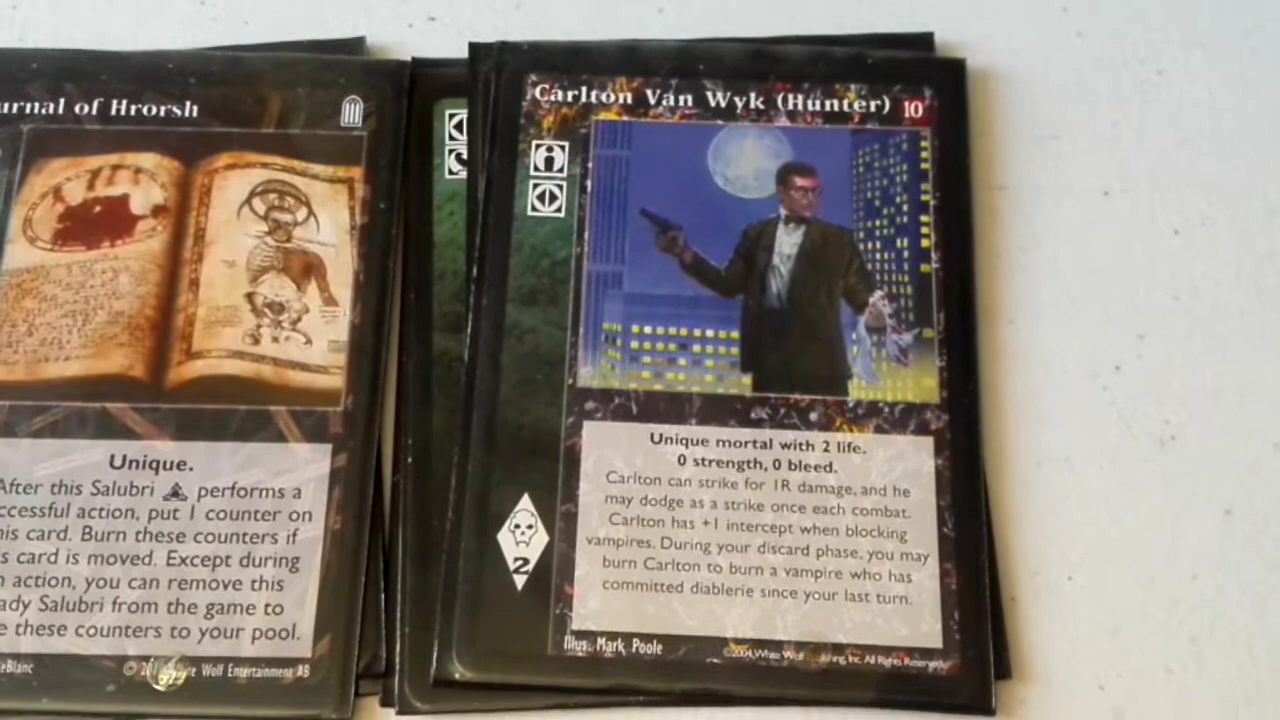 urnal of Hrorsh
Unique.
After this Salubri performs a
ccessful action, put 1 counter on
his card. Burn these counters if
s card is moved. Except during
n action, you can remove this
ady Salubri from the game to
e these counters to your pool.
eBlanc
© 20 te Wolf Entertainment AB
Carlton Van Wyk (Hunter) 10
Unique mortal with 2 life.
0 strength, 0 bleed.
Carlton can strike for 1R damage, and he
may dodge as a strike once each combat.
Carlton has +1 intercept when blocking
vampires. During your discard phase, you may
burn Carlton to burn a vampire who has
committed diablerie since your last turn.
2
Illus. Mark Poole
©2004, White Wolf Publishing, Inc. All Rights Reserved.